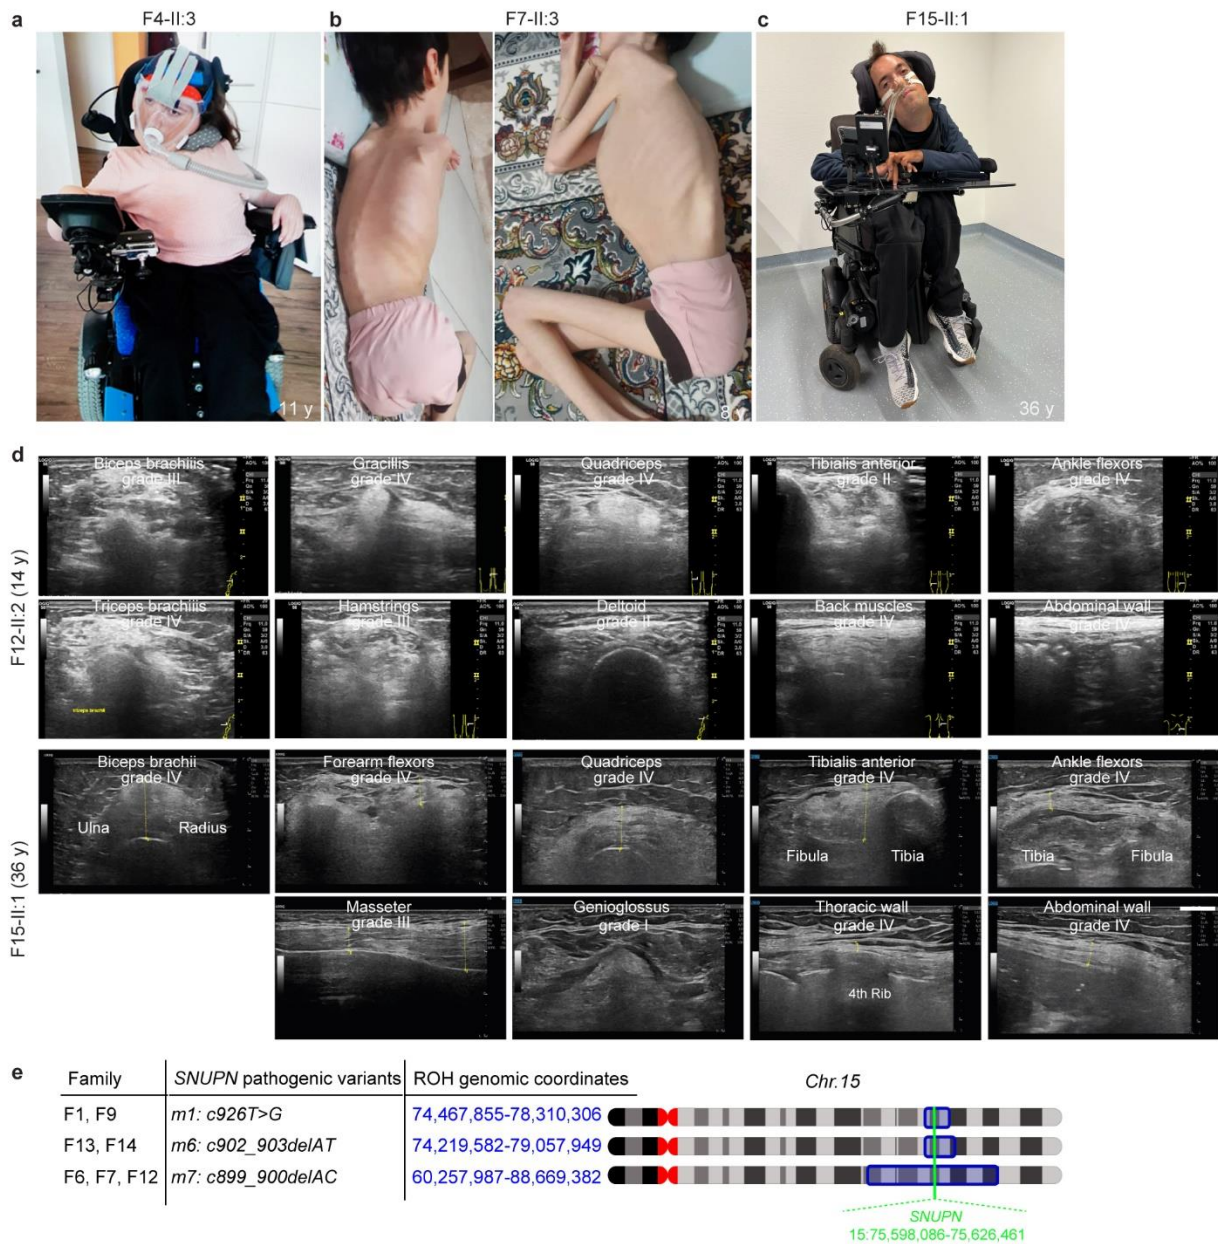 a F4-II:3 b F7-II:3 c F15-II:1
11 y
8
36 y
d
F12-II:2 (14 y)
Biceps brachiiis
grade III
Gracillis
grade IV
Quadriceps
grade IV
Tibialis anterior
grade II
Ankle flexors
grade IV
Triceps brachiiis
grade IV
Hamstrings
grade III
Deltoid
grade II
Back muscles
grade IV
Abdominal wall
grade IV
F15-II:1 (36 y)
Biceps brachii
grade IV
Ulna Radius
Forearm flexors
grade IV
Quadriceps
grade IV
Tibialis anterior
grade IV
Fibula Tibia
Ankle flexors
grade IV
Tibia Fibula
Masseter
grade III
Genioglossus
grade I
Thoracic wall
grade IV
4th Rib
Abdominal wall
grade IV
e
Family SNUPN pathogenic variants ROH genomic coordinates Chr.15
F1, F9 m1: c926T>G 74,467,855-78,310,306
F13, F14 m6: c902_903delAT 74,219,582-79,057,949
F6, F7, F12 m7: c899_900delAC 60,257,987-88,669,382
SNUPN
15:75,598,086-75,626,461